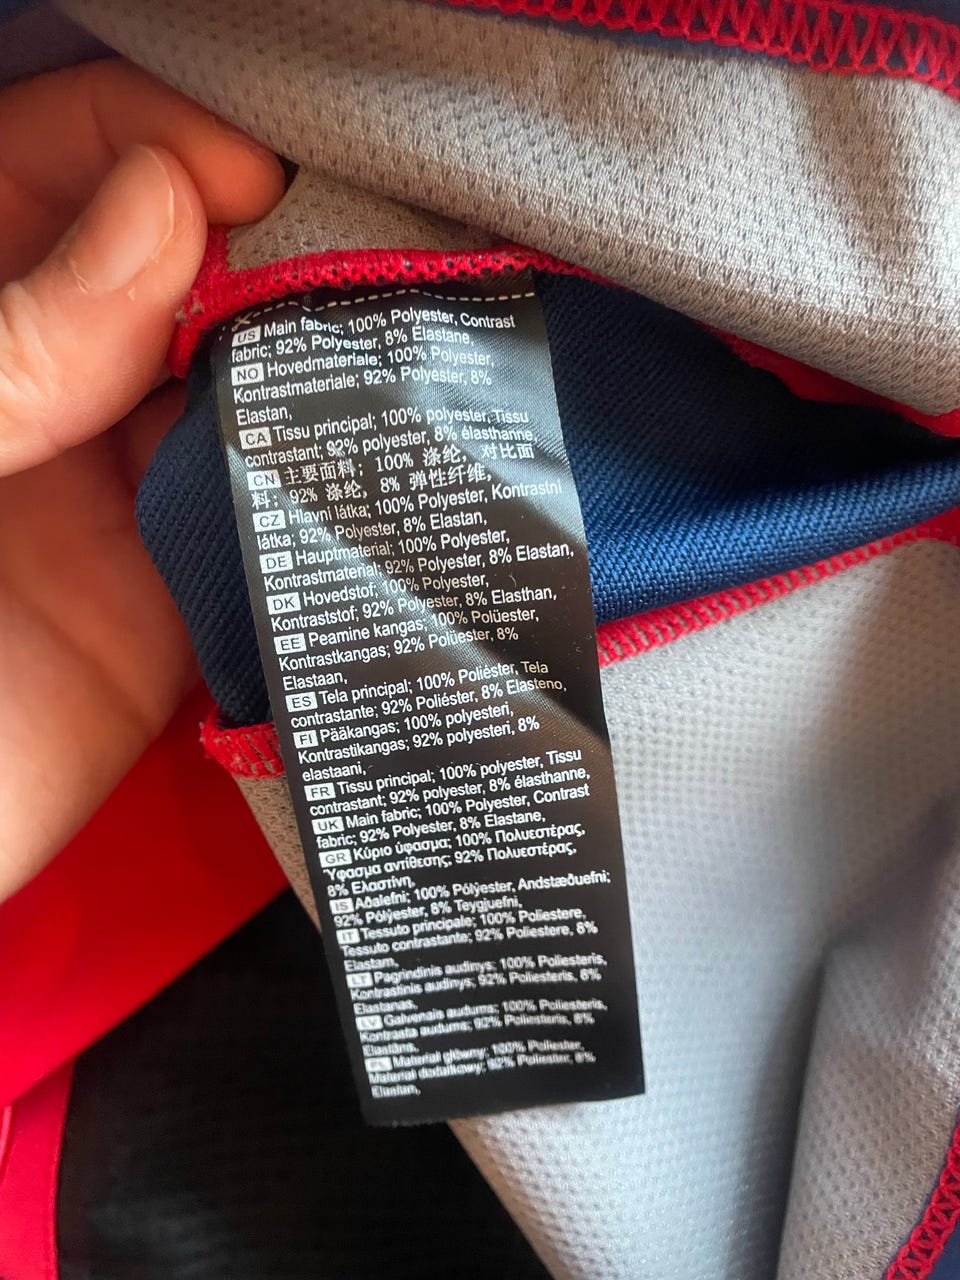 US Main fabric; 100% Polyester, Contrast
fabric; 92% Polyester, 8% Elastane,
NO Hovedmateriale; 100% Polyester,
Kontrastmateriale; 92% Polyester, 8%
Elastan,
CA Tissu principal; 100% polyester, Tissu
contrastant; 92% polyester, 8% élasthanne,
CN 主要面料; 100% 涤纶, 对比面
料; 92% 涤纶, 8% 弹性纤维,
CZ Hlavní látka; 100% Polyester, Kontrastní
látka; 92% Polyester, 8% Elastan,
DE Hauptmaterial; 100% Polyester,
Kontrastmaterial; 92% Polyester, 8% Elastan,
DK Hovedstof; 100% Polyester,
Kontraststof; 92% Polyester, 8% Elasthan,
EE Peamine kangas; 100% Polüester,
Kontrastkangas; 92% Polüester, 8%
Elastaan,
ES Tela principal; 100% Poliéster, Tela
contrastante; 92% Poliéster, 8% Elasteno,
FI Pääkangas; 100% polyesteri,
Kontrastikangas; 92% polyesteri, 8%
elastaani,
FR Tissu principal; 100% polyester, Tissu
contrastant; 92% polyester, 8% élasthanne,
UK Main fabric; 100% Polyester, Contrast
fabric; 92% Polyester, 8% Elastane,
GR Κύριο ύφασμα; 100% Πολυεστέρας,
Ύφασμα αντίθεσης; 92% Πολυεστέρας,
8% Ελαστίνη,
IS Aðalefni; 100% Pólýester, Andstæðuefni;
92% Pólýester, 8% Teygjuefni,
IT Tessuto principale; 100% Poliestere,
Tessuto contrastante; 92% Poliestere, 8%
Elastam,
LT Pagrindinis audinys; 100% Poliesteris,
Kontrastinis audinys; 92% Poliesteris, 8%
Elastanas,
LV Galvenais audums; 100% Poliesteris,
Kontrasta audums; 92% Poliesteris, 8%
Elastāns,
PL Materiał główny; 100% Poliester,
Materiał dodatkowy; 92% Poliester, 8%
Elastan,